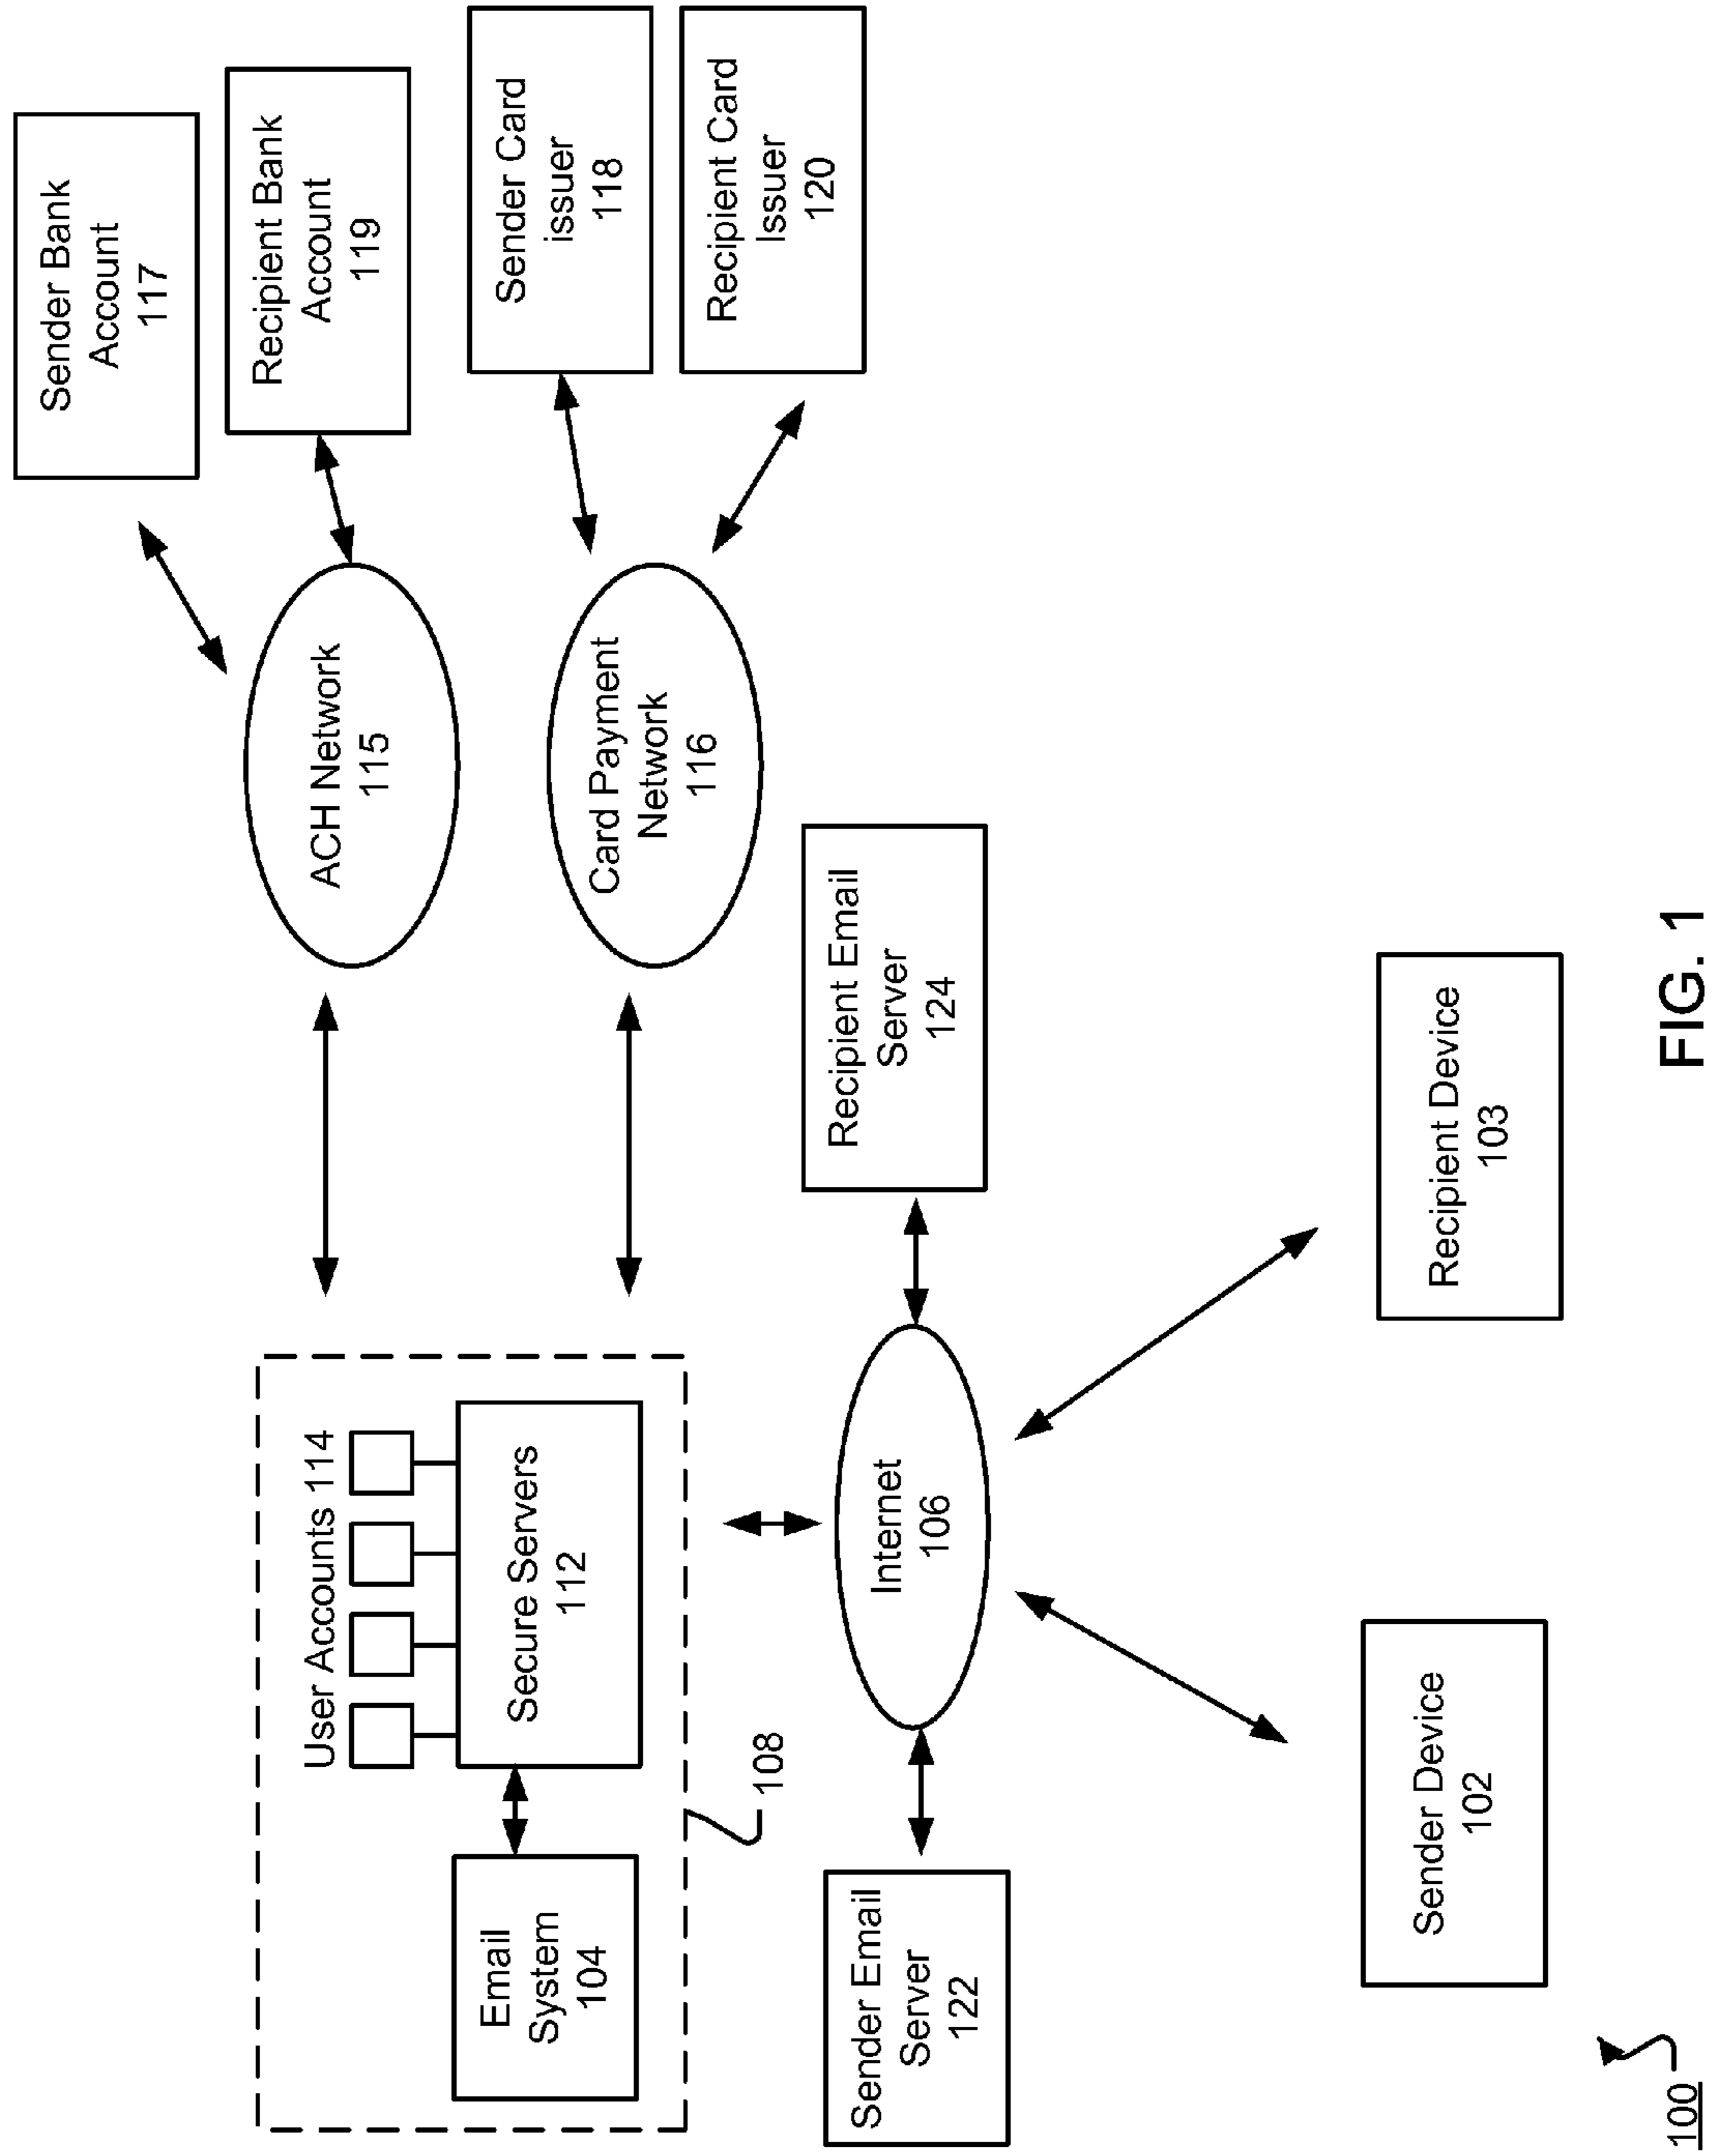 Sender Bank
Account
117
Recipient Bank
Account
119
Sender Card
issuer
118
Recipient Card
Issuer
120
ACH Network
115
Card Payment
Network
116
User Accounts 114
Secure Servers
112
Email
System
104
108
Recipient Email
Server
124
Internet
106
Sender Email
Server
122
Recipient Device
103
Sender Device
102
100
FIG. 1